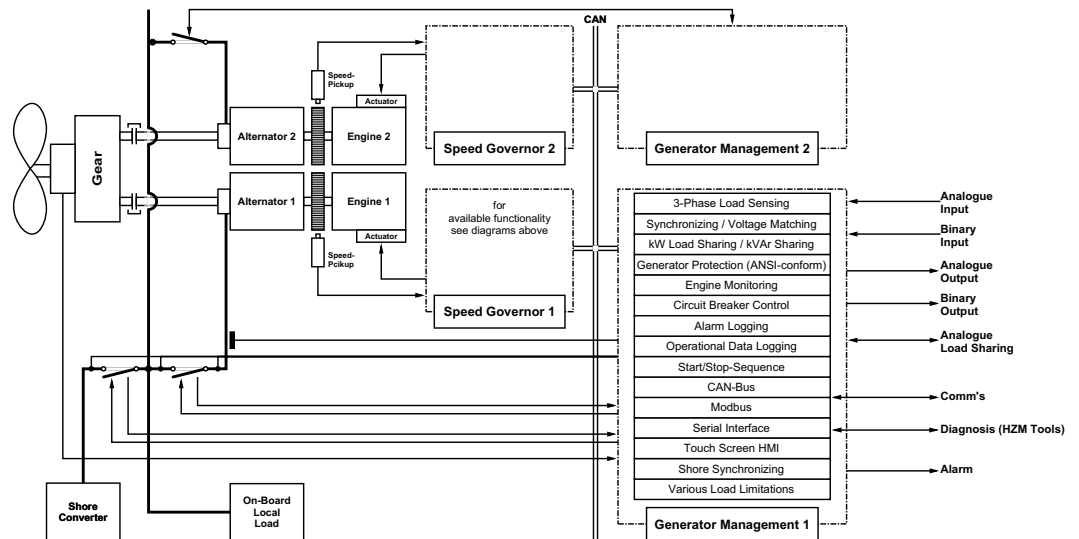 CAN
Speed-
Pickup
Actuator
Gear
Alternator 2
Engine 2
Speed Governor 2
Generator Management 2
Alternator 1
Engine 1
Actuator
Speed-
Pcikup
for
available functionality
see diagrams above
Speed Governor 1
3-Phase Load Sensing
Synchronizing / Voltage Matching
kW Load Sharing / kVAr Sharing
Generator Protection (ANSI-conform)
Engine Monitoring
Circuit Breaker Control
Alarm Logging
Operational Data Logging
Start/Stop-Sequence
CAN-Bus
Modbus
Serial Interface
Touch Screen HMI
Shore Synchronizing
Various Load Limitations
Generator Management 1
Analogue
Input
Binary
Input
Analogue
Output
Binary
Output
Analogue
Load Sharing
Comm's
Diagnosis (HZM Tools)
Alarm
Shore
Converter
On-Board
Local
Load